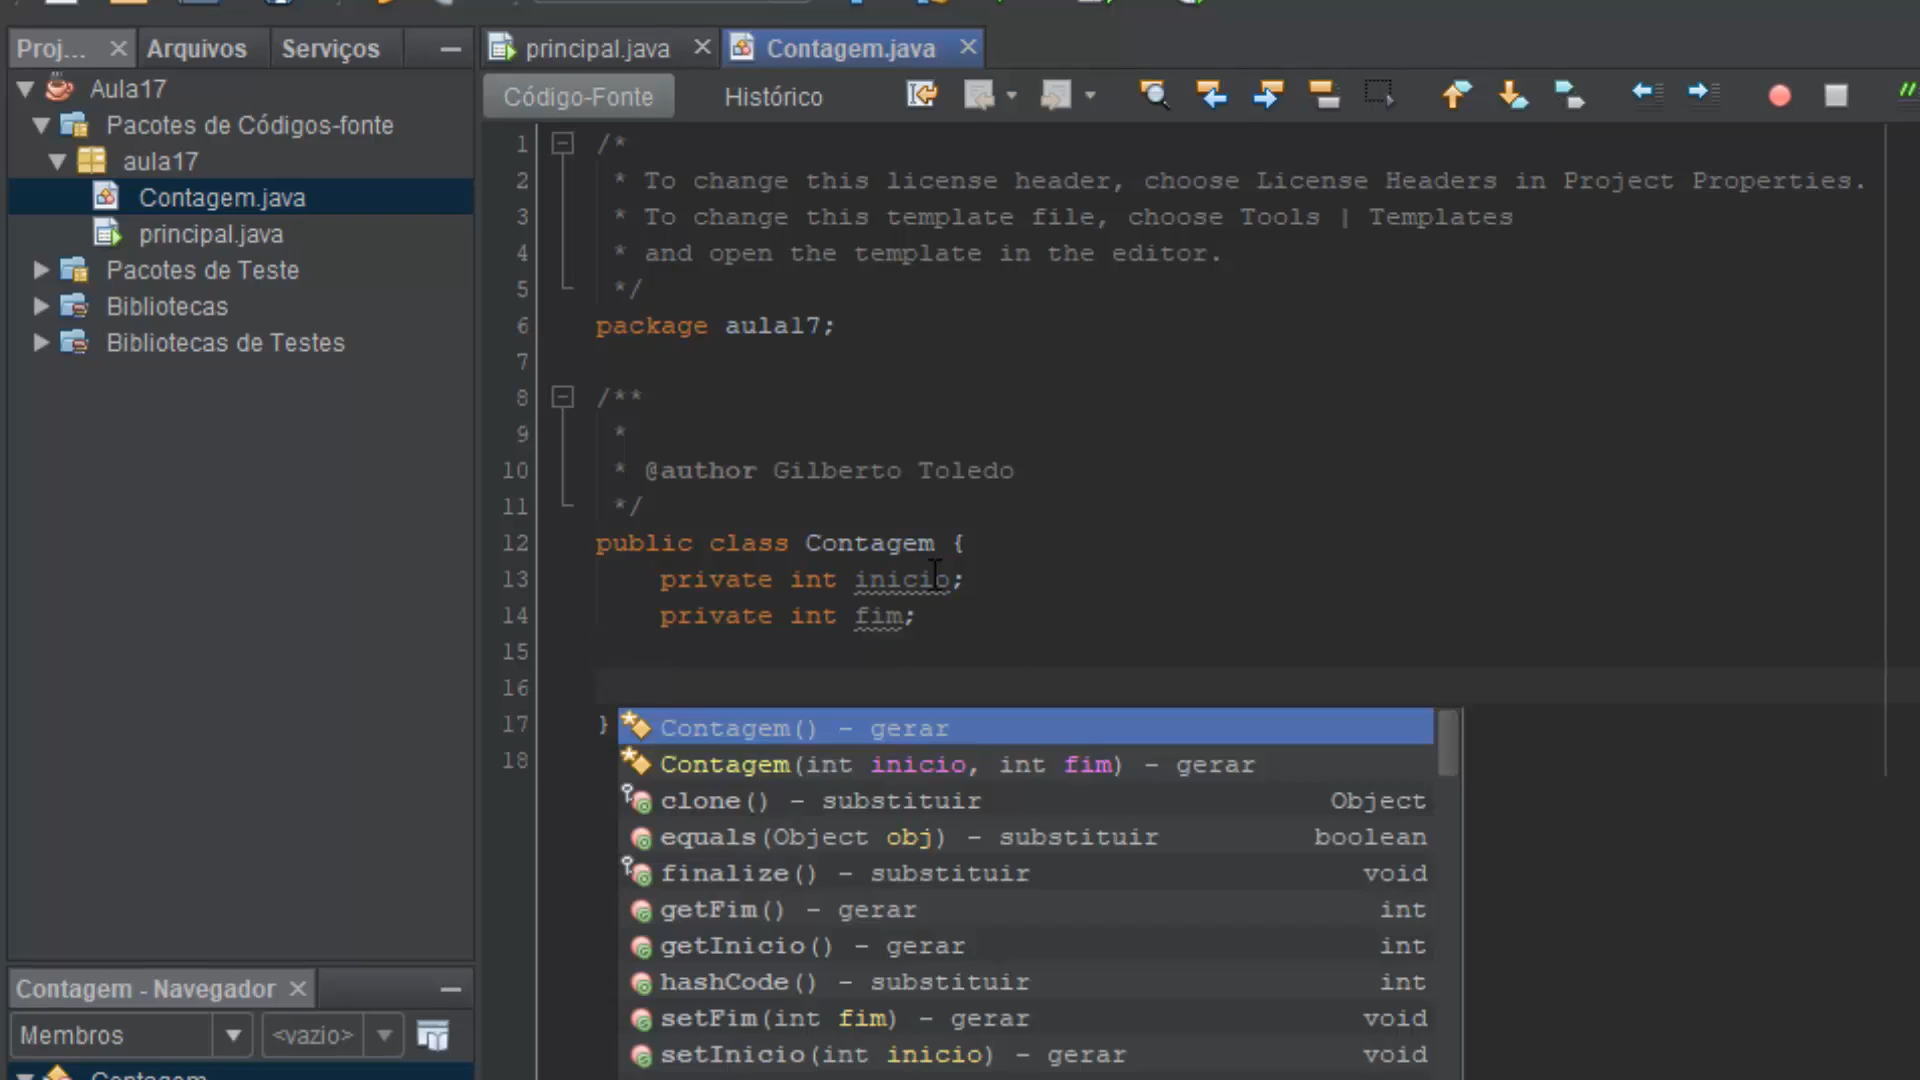 Proj...
Arquivos
Serviços
Aula17
Pacotes de Códigos-fonte
aula17
Contagem.java
principal.java
Pacotes de Teste
Bibliotecas
Bibliotecas de Testes
Contagem - Navegador
Membros
<vazio>
Contagem
principal.java
Contagem.java
Código-Fonte
Histórico
1 /*
2 * To change this license header, choose License Headers in Project Properties.
3 * To change this template file, choose Tools | Templates
4 * and open the template in the editor.
5 */
6 package aula17;
7
8 /**
9 *
10 * @author Gilberto Toledo
11 */
12 public class Contagem {
13 private int inicio;
14 private int fim;
15
16
17 }
18
Contagem() - gerar
Contagem(int inicio, int fim) - gerar
clone() - substituir Object
equals(Object obj) - substituir boolean
finalize() - substituir void
getFim() - gerar int
getInicio() - gerar int
hashCode() - substituir int
setFim(int fim) - gerar void
setInicio(int inicio) - gerar void